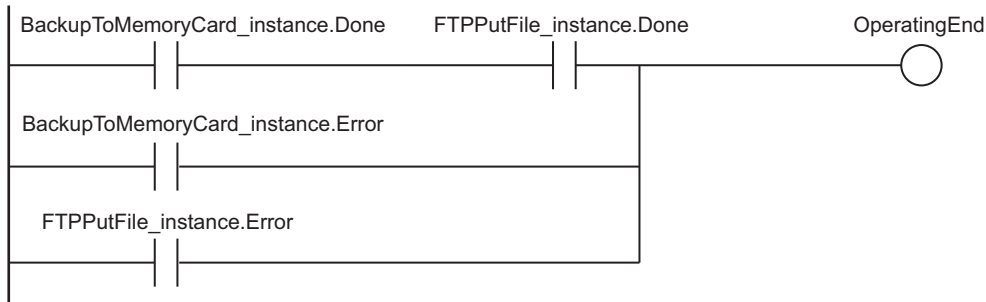 BackupToMemoryCard_instance.Done FTPPutFile_instance.Done OperatingEnd
BackupToMemoryCard_instance.Error
FTPPutFile_instance.Error